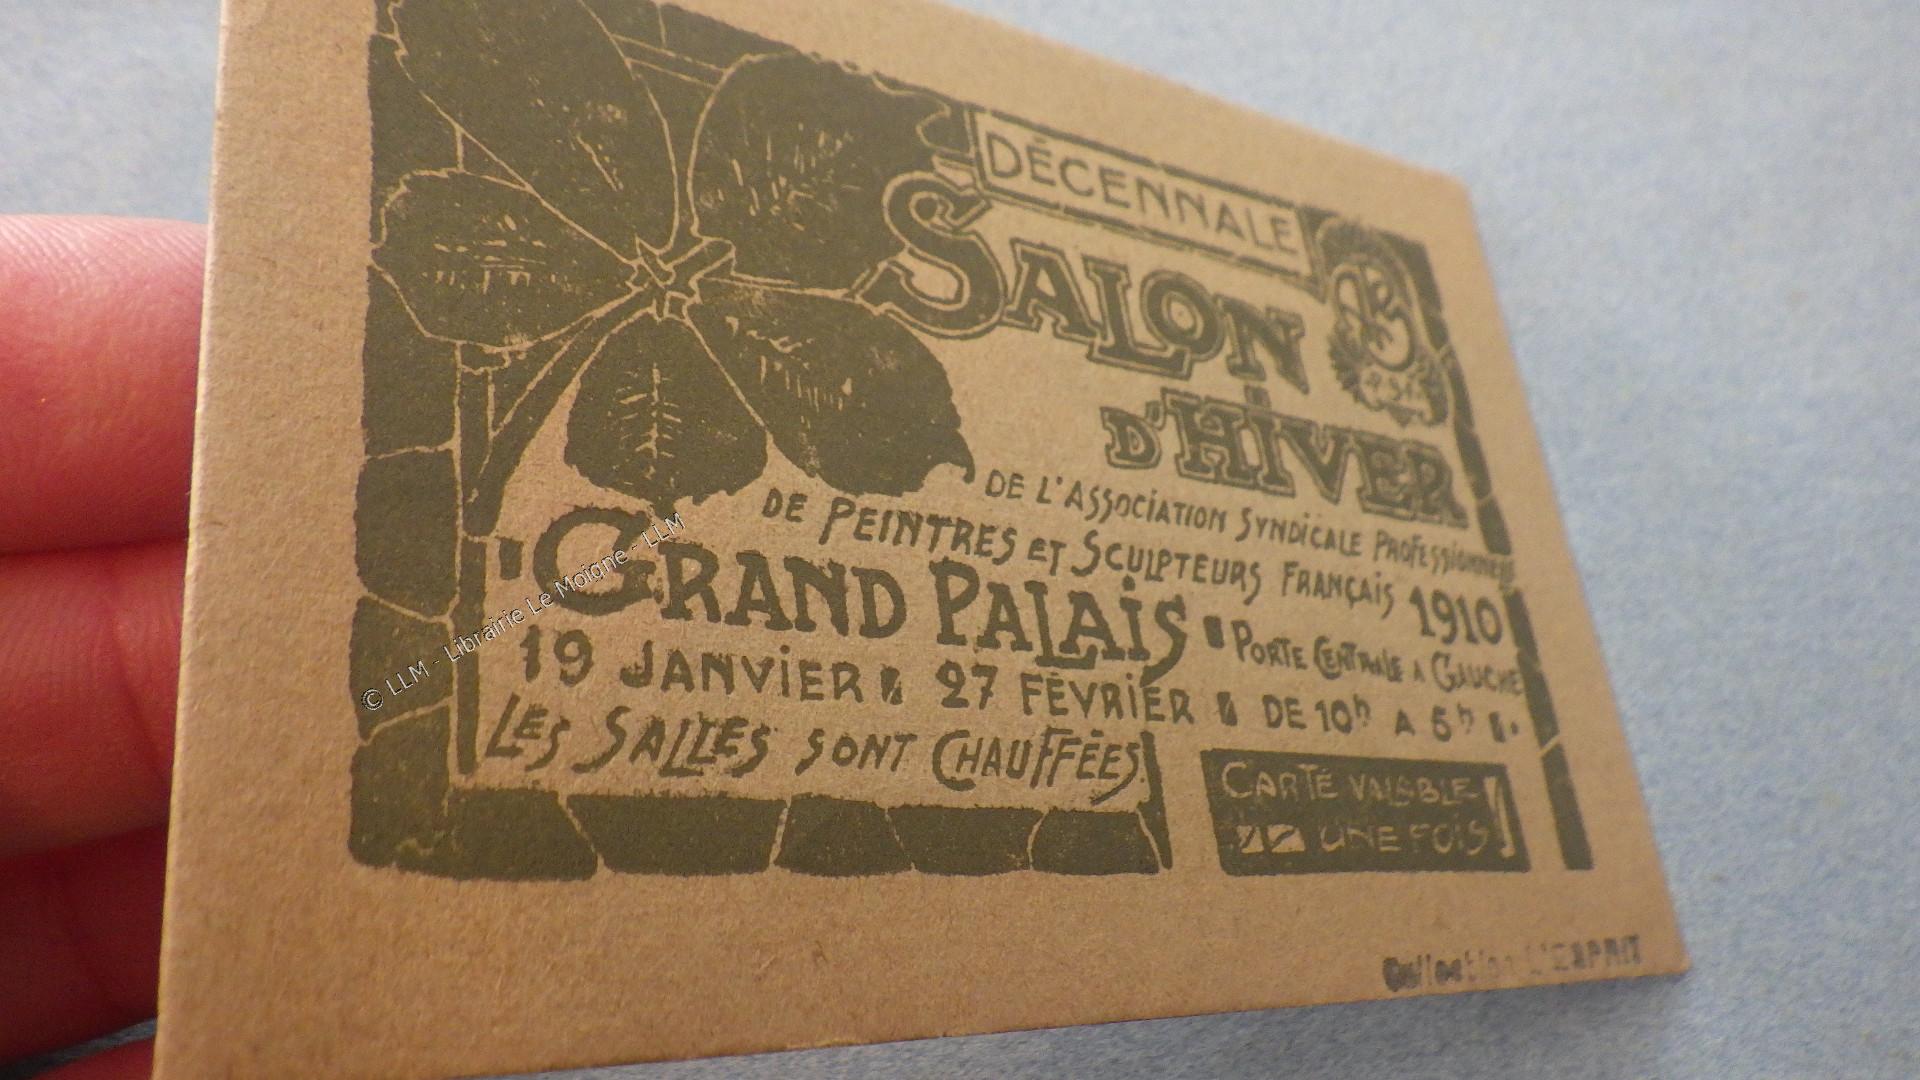 DÉCENNALE
SALON
D'HIVER
DE L'ASSOCIATION SYNDICALE PROFESSIONNELLE
DE PEINTRES ET SCULPTEURS FRANÇAIS 1910
GRAND PALAIS PORTE CENTRALE A GAUCHE
19 JANVIER 27 FÉVRIER DE 10h A 5h
LES SALLES SONT CHAUFFÉES
CARTE VALABLE
UNE FOIS
Collection L'ESPRIT
© LLM - Librairie Le Moigne - LLM